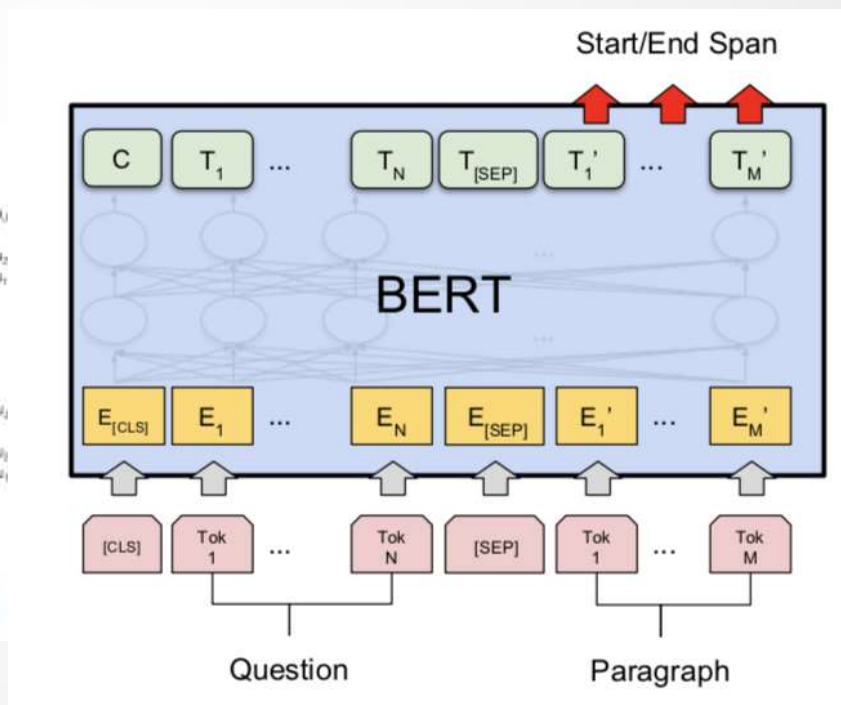 Start/End Span
C T1 ... TN T[SEP] T1' ... TM'
...
BERT
...
E[CLS] E1 ... EN E[SEP] E1' ... EM'
[CLS] Tok 1 ... Tok N [SEP] Tok 1 ... Tok M
Question Paragraph